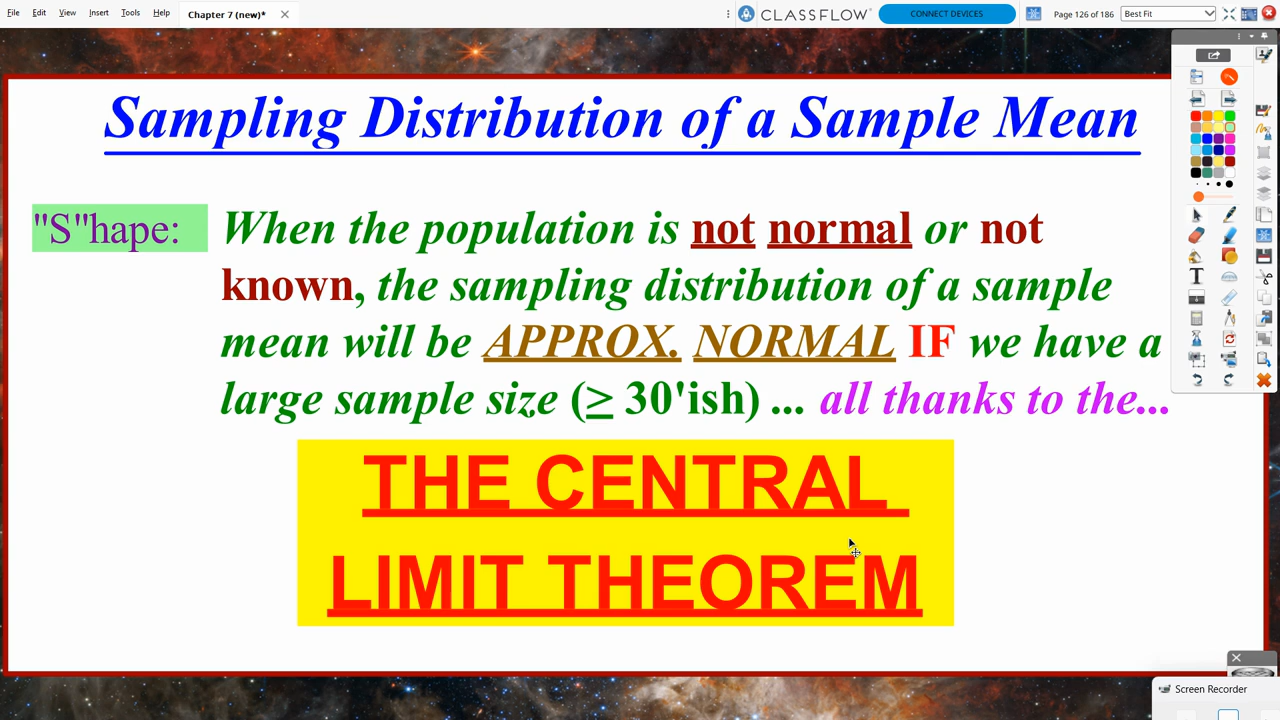 File Edit View Insert Tools Help Chapter 7 (new)* CLASSFLOW CONNECT DEVICES Page 126 of 186 Best Fit
Sampling Distribution of a Sample Mean
"S"hape: When the population is not normal or not
known, the sampling distribution of a sample
mean will be APPROX. NORMAL IF we have a
large sample size (≥ 30'ish) ... all thanks to the...
THE CENTRAL
LIMIT THEOREM
Screen Recorder